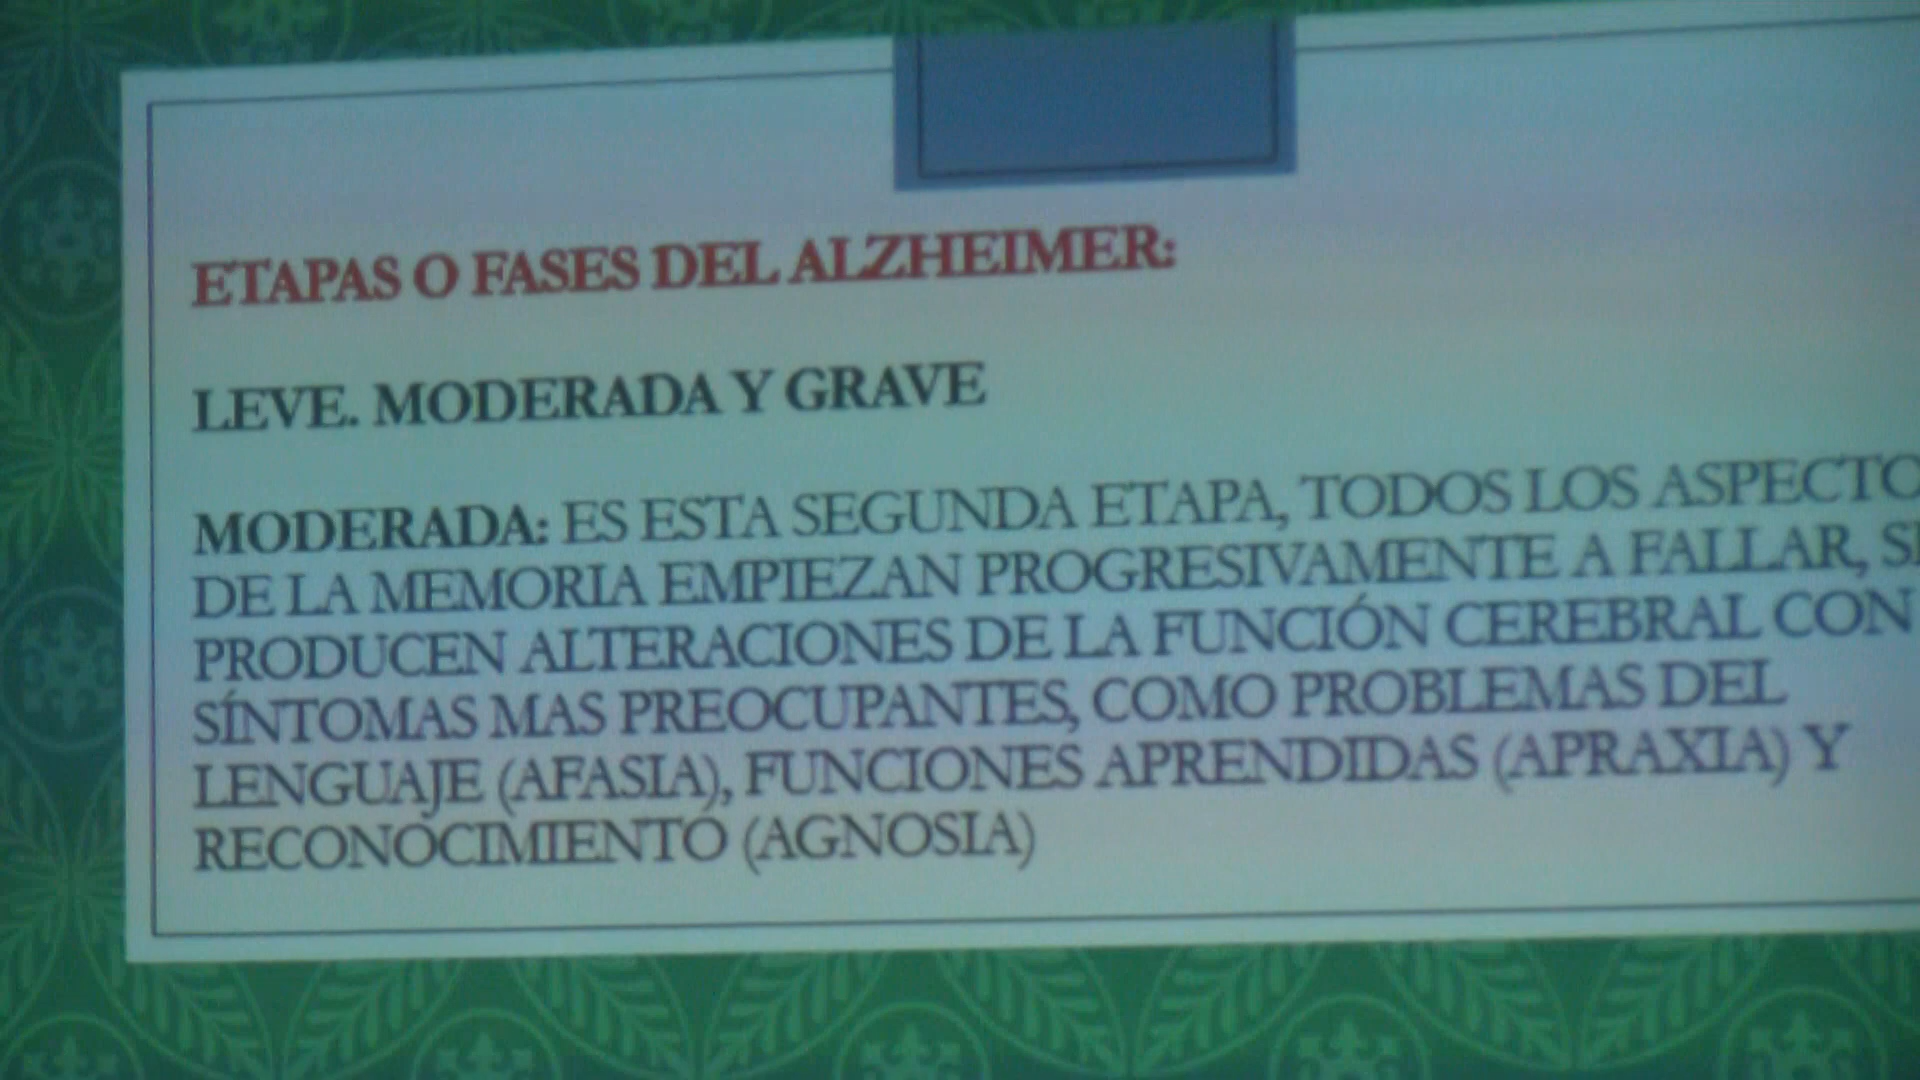 ETAPAS O FASES DEL ALZHEIMER:
LEVE. MODERADA Y GRAVE
MODERADA: ES ESTA SEGUNDA ETAPA, TODOS LOS ASPECTO
DE LA MEMORIA EMPIEZAN PROGRESIVAMENTE A FALLAR, SE
PRODUCEN ALTERACIONES DE LA FUNCIÓN CEREBRAL CON
SÍNTOMAS MAS PREOCUPANTES, COMO PROBLEMAS DEL
LENGUAJE (AFASIA), FUNCIONES APRENDIDAS (APRAXIA) Y
RECONOCIMIENTO (AGNOSIA)